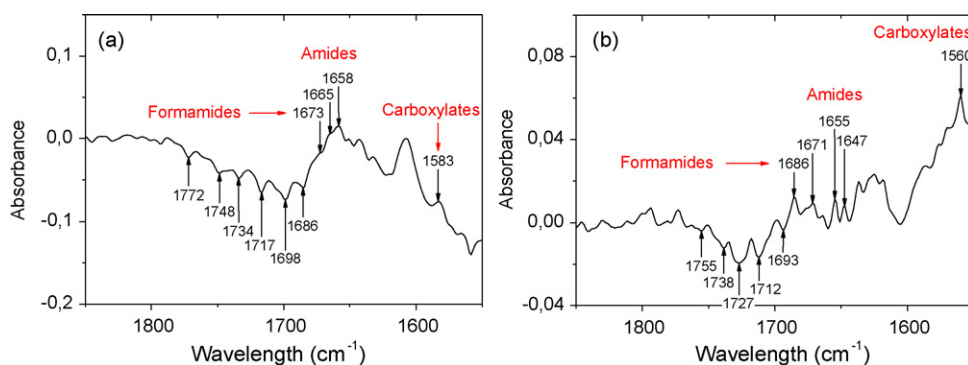 (a)
Amides
1658
1665
Formamides
1673
Carboxylates
1583
1772
1748
1734
1717
1698
1686
0,1
0,0
-0,1
-0,2
Absorbance
1800
1700
1600
Wavelength (cm⁻¹)
(b)
Carboxylates
1560
Amides
1655
1671
1647
Formamides
1686
1755
1738
1727
1712
1693
0,08
0,04
0,00
-0,04
Absorbance
1800
1700
1600
Wavelength (cm⁻¹)